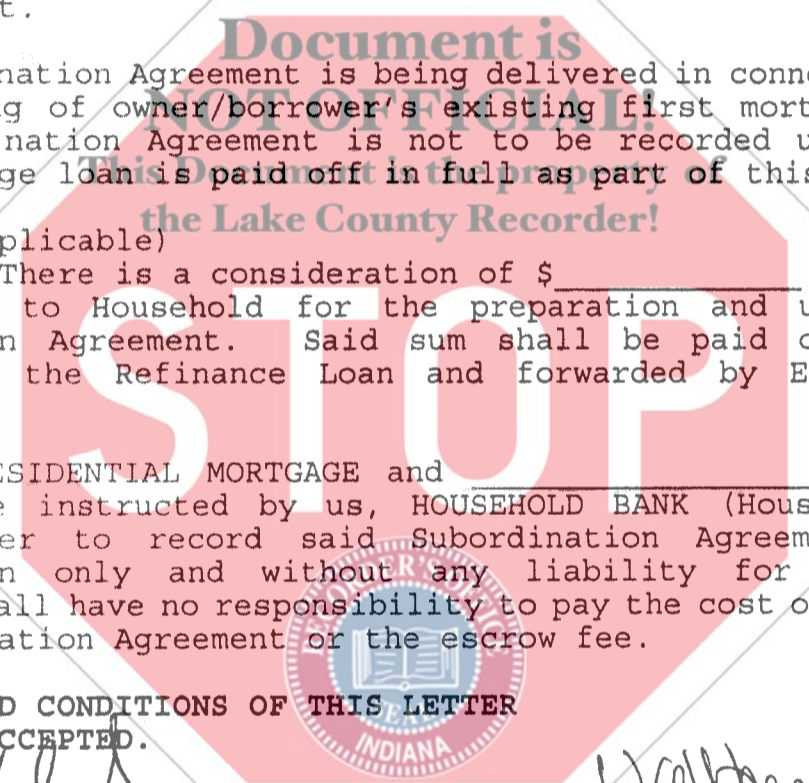 t.
Document is
nation Agreement is being delivered in conn
NOT OFFICIAL!
g of owner/borrower's existing first mort
nation Agreement is not to be recorded u
This Document is the property of
ge loan is paid off in full as part of this
the Lake County Recorder!
plicable)
There is a consideration of $
to Household for the preparation and u
n Agreement. Said sum shall be paid
the Refinance Loan and forwarded by E
STOP
ESIDENTIAL MORTGAGE and
e instructed by us, HOUSEHOLD BANK (Hous
er to record said Subordination Agreem
n only and without any liability for
all have no responsibility to pay the cost o
ation Agreement or the escrow fee.
RECORDER'S OFFICE
SEAL
INDIANA
D CONDITIONS OF THIS LETTER
CCEPTED.